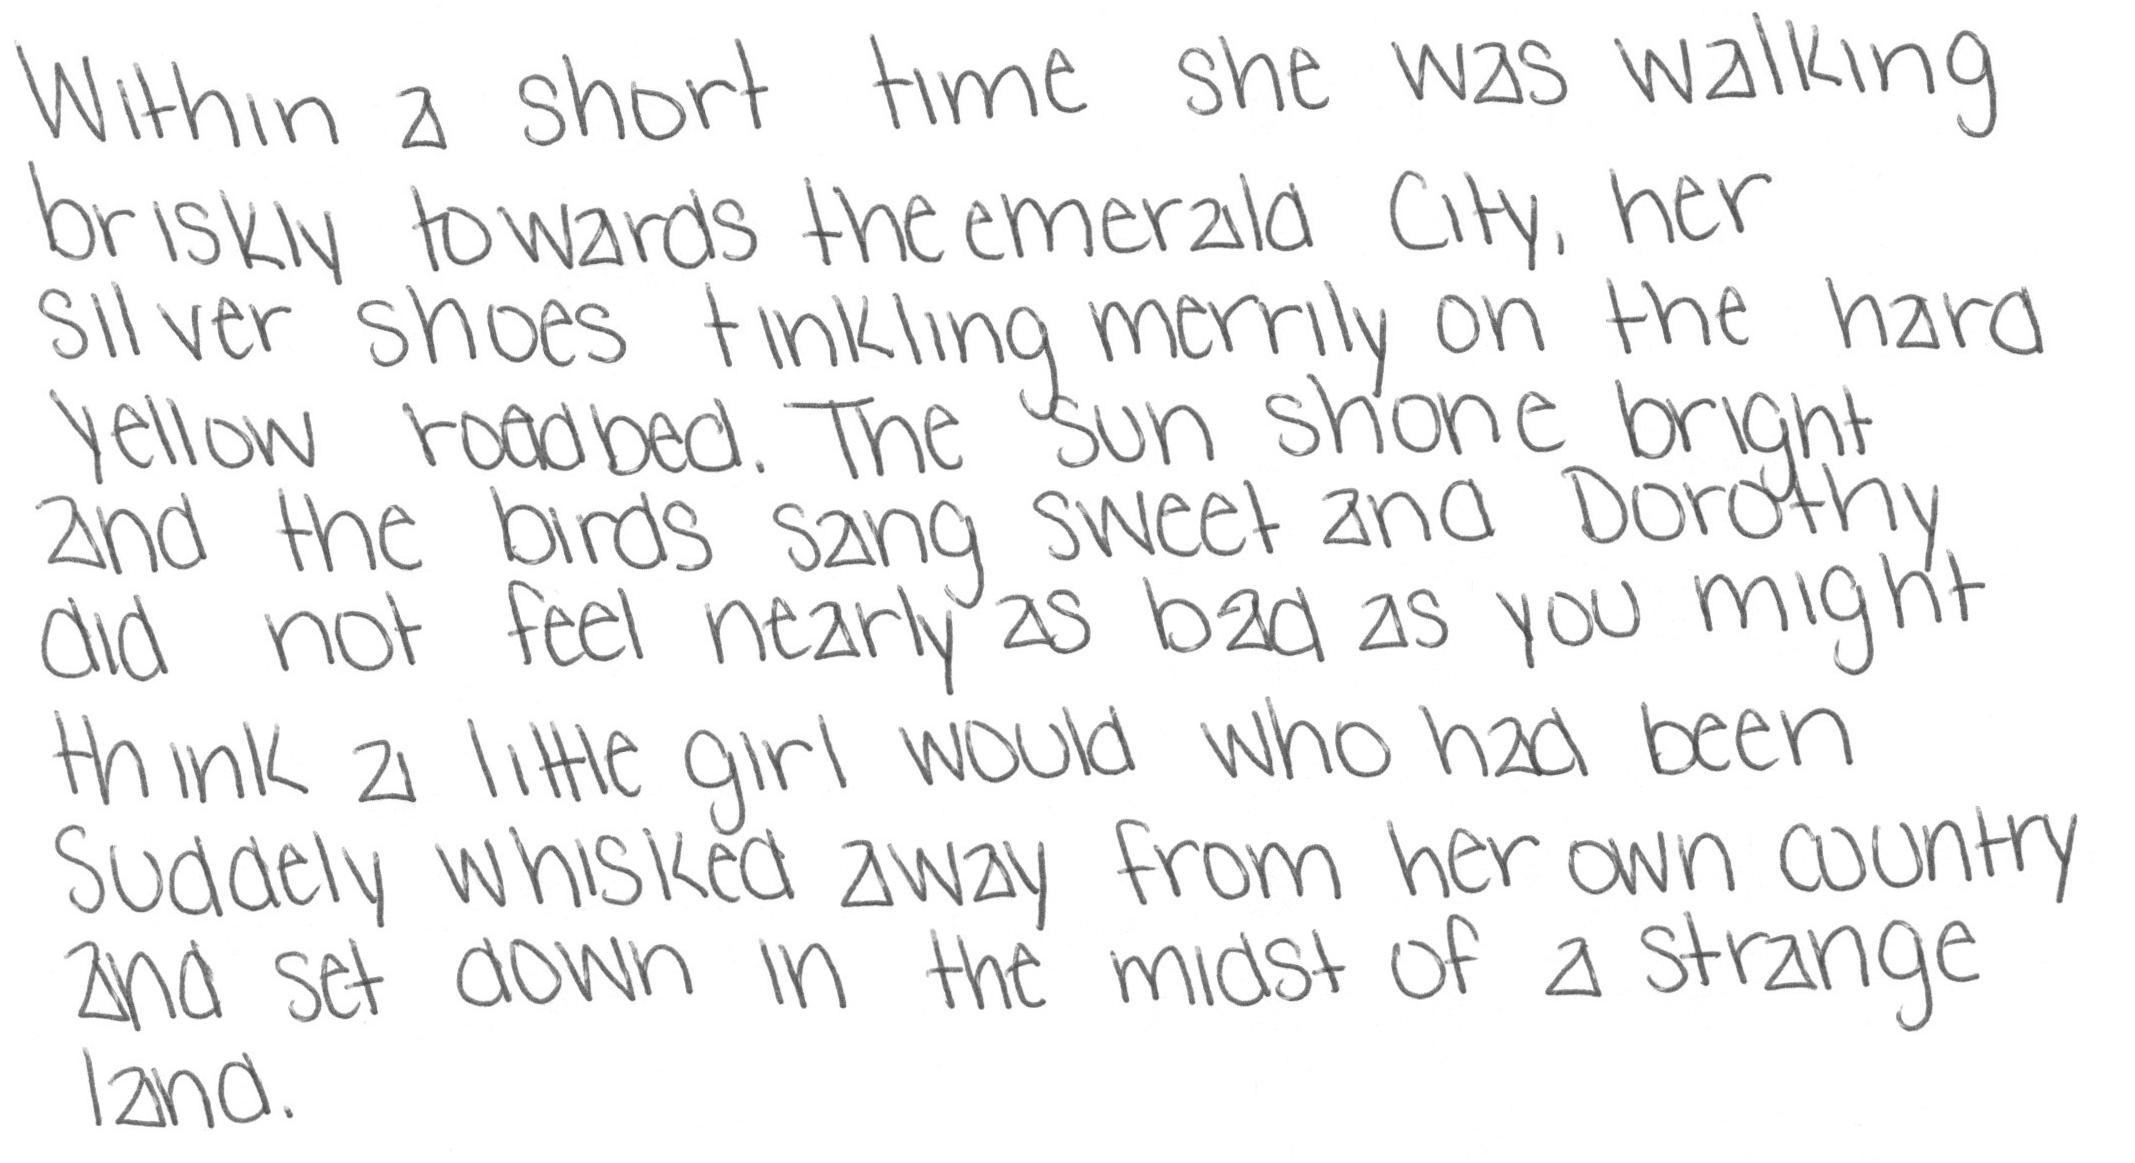 Within a short time she was walking
briskly towards the emerald City, her
silver shoes tinkling merrily on the hard
yellow roadbed. The sun shone bright
and the birds sang sweet and Dorothy
did not feel nearly as bad as you might
think a little girl would who had been
suddely whisked away from her own country
and set down in the midst of a strange
land.